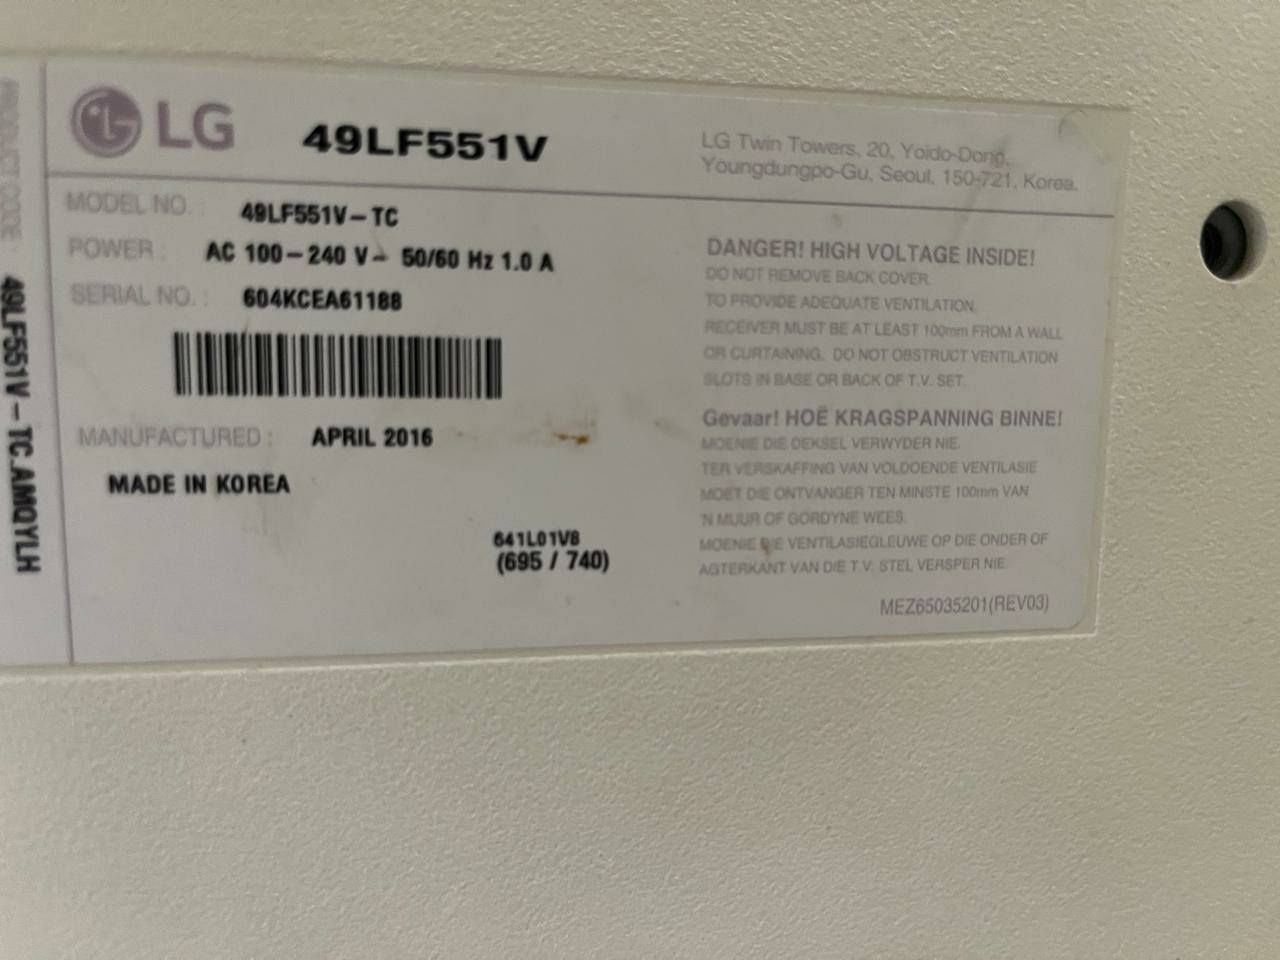 PRODUCT CODE : 49LF551V-TC.AMQYLH
LG 49LF551V
LG Twin Towers, 20, Yoido-Dong,
Youngdungpo-Gu, Seoul, 150-721, Korea.
MODEL NO. : 49LF551V-TC
POWER : AC 100-240 V~ 50/60 Hz 1.0 A
SERIAL NO. : 604KCEA61188
MANUFACTURED : APRIL 2016
MADE IN KOREA
641L01V8
(695 / 740)
DANGER! HIGH VOLTAGE INSIDE!
DO NOT REMOVE BACK COVER.
TO PROVIDE ADEQUATE VENTILATION,
RECEIVER MUST BE AT LEAST 100mm FROM A WALL
OR CURTAINING. DO NOT OBSTRUCT VENTILATION
SLOTS IN BASE OR BACK OF T.V. SET.
Gevaar! HOË KRAGSPANNING BINNE!
MOENIE DIE DEKSEL VERWYDER NIE.
TER VERSKAFFING VAN VOLDOENDE VENTILASIE
MOET DIE ONTVANGER TEN MINSTE 100mm VAN
'N MUUR OF GORDYNE WEES.
MOENIE DIE VENTILASIEGLEUWE OP DIE ONDER OF
AGTERKANT VAN DIE T.V. STEL VERSPER NIE.
MEZ65035201(REV03)